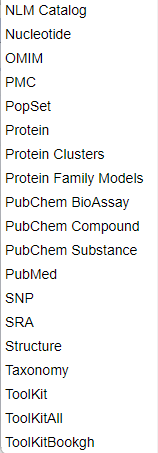 NLM Catalog
Nucleotide
OMIM
PMC
PopSet
Protein
Protein Clusters
Protein Family Models
PubChem BioAssay
PubChem Compound
PubChem Substance
PubMed
SNP
SRA
Structure
Taxonomy
ToolKit
ToolKitAll
ToolKitBookgh